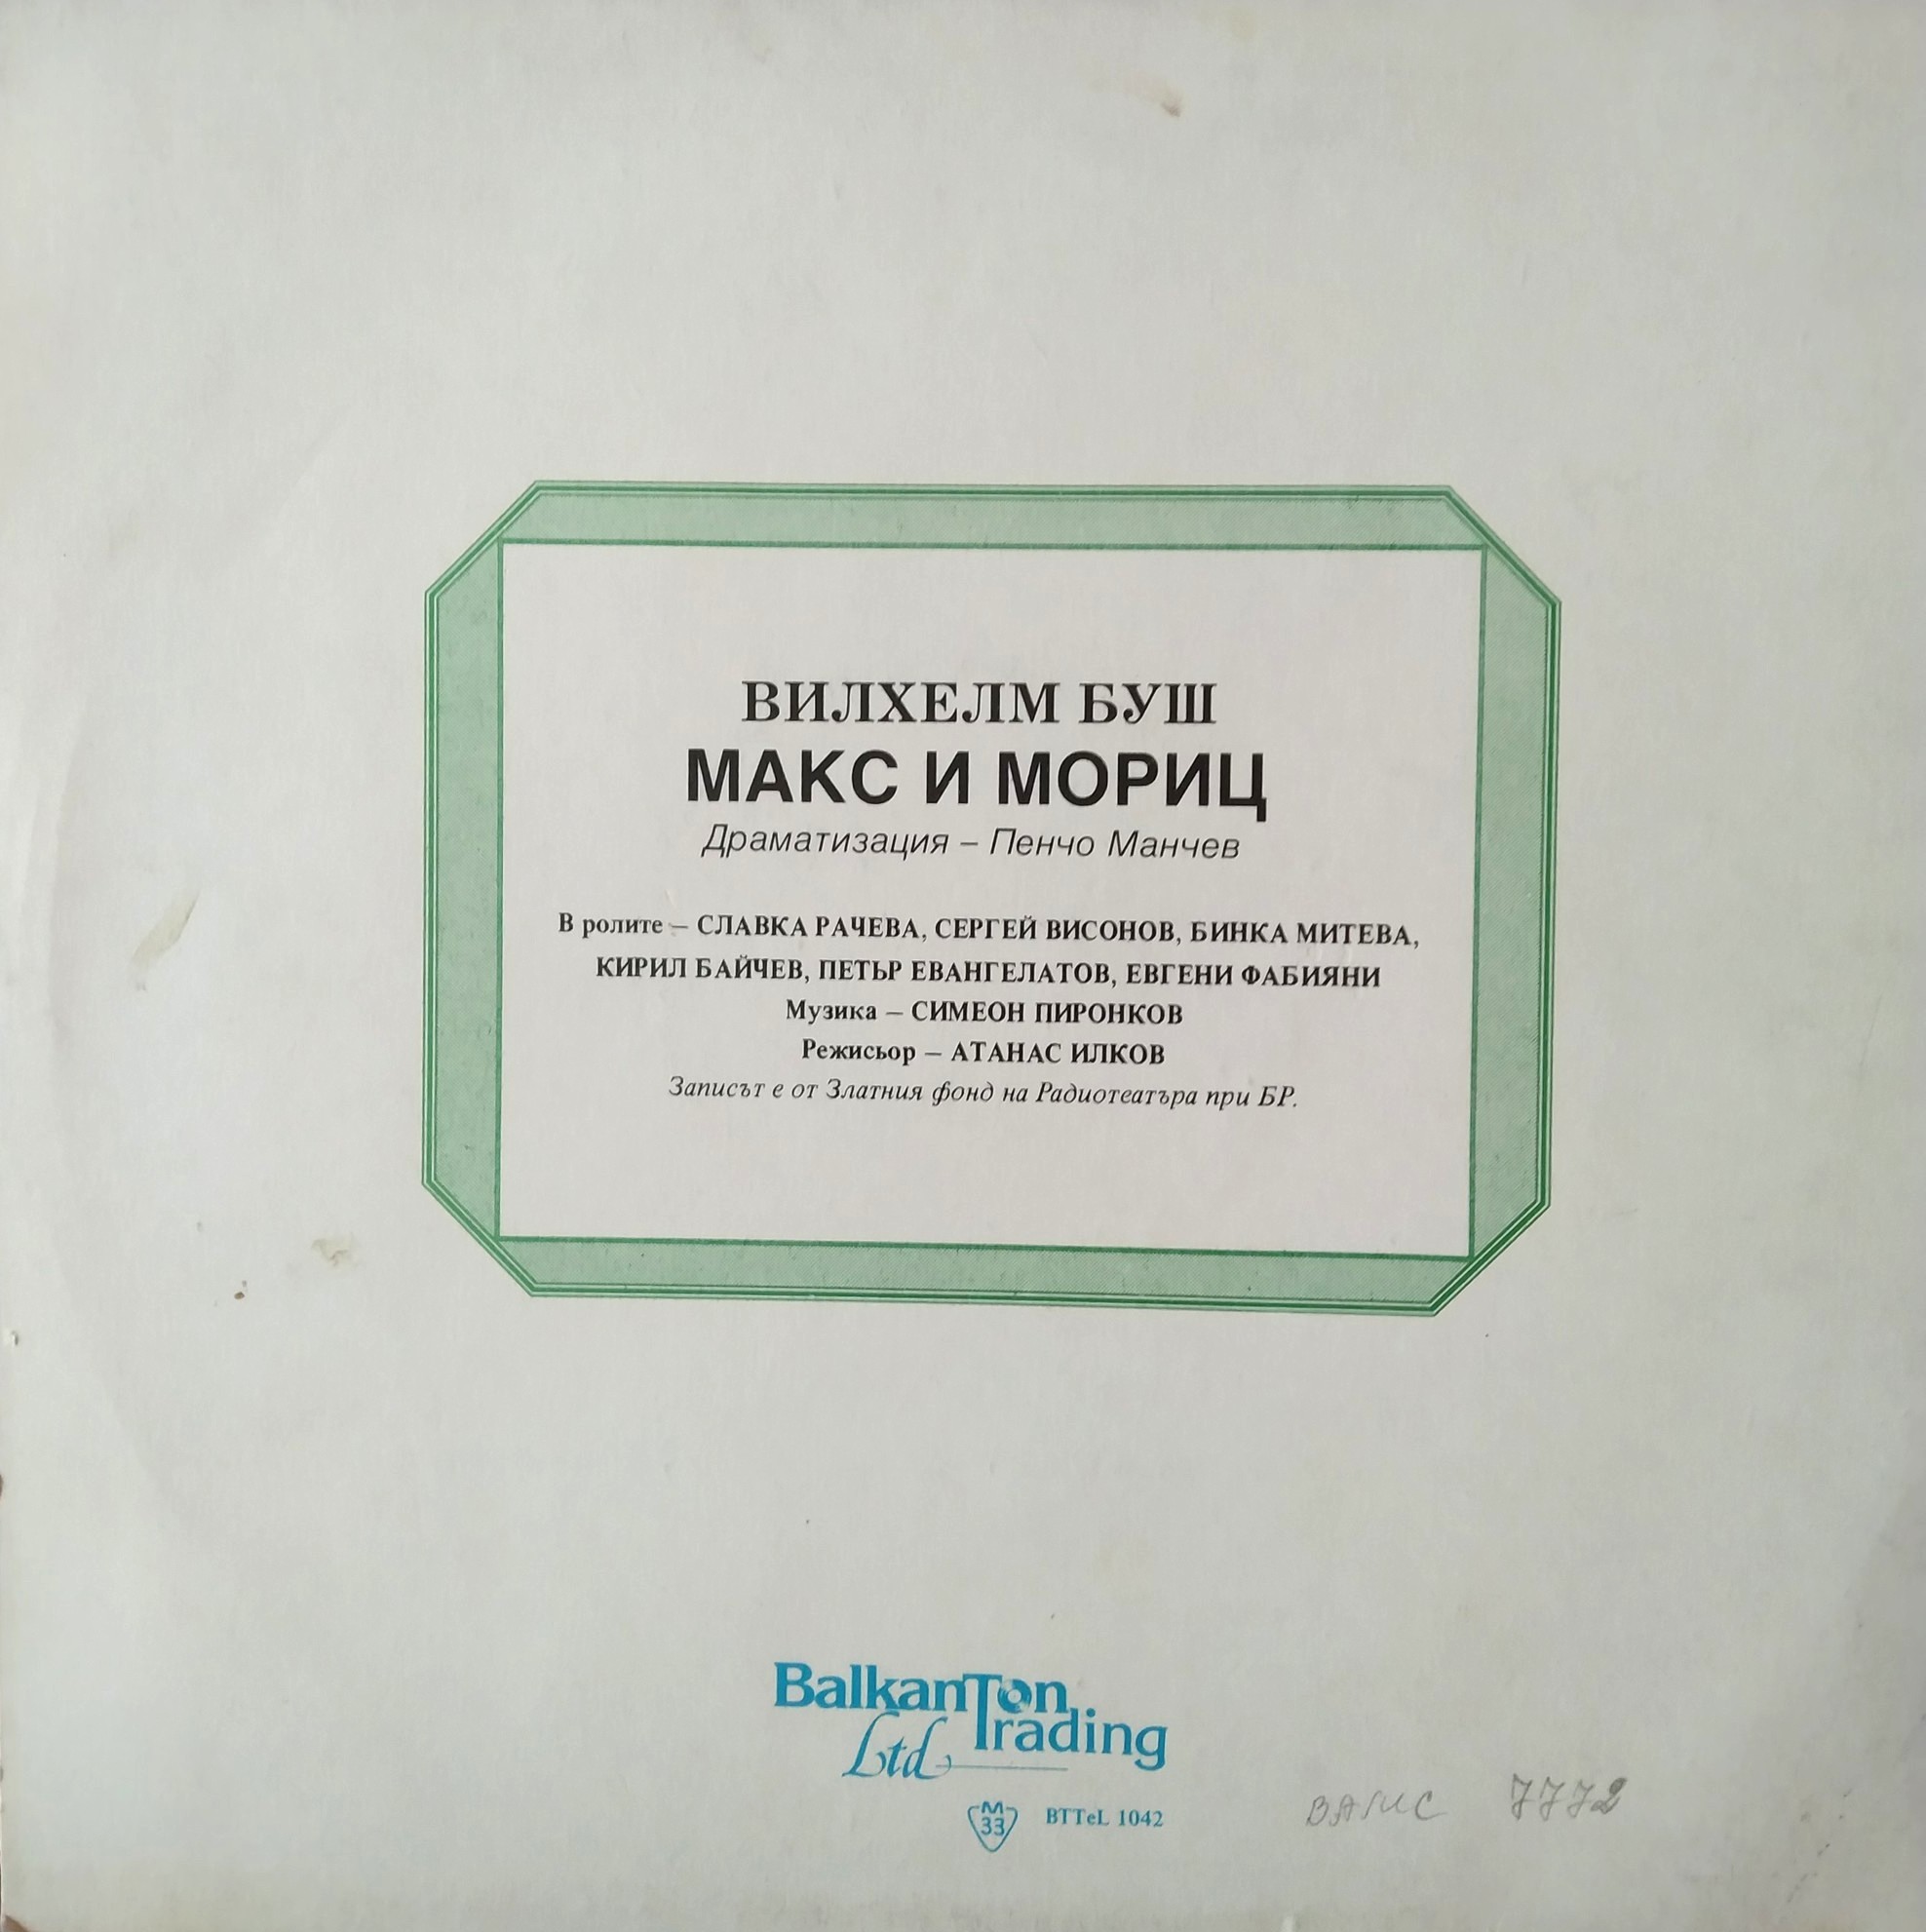 ВИЛХЕЛМ БУШ
МАКС И МОРИЦ
Драматизация – Пенчо Манчев
В ролите – СЛАВКА РАЧЕВА, СЕРГЕЙ ВИСОНОВ, БИНКА МИТЕВА,
КИРИЛ БАЙЧЕВ, ПЕТЪР ЕВАНГЕЛАТОВ, ЕВГЕНИ ФАБИЯНИ
Музика – СИМЕОН ПИРОНКОВ
Режисьор – АТАНАС ИЛКОВ
Записът е от Златния фонд на Радиотеатъра при БР.
BalkanTon
Trading
Ltd
M
33
BTTeL 1042
7772